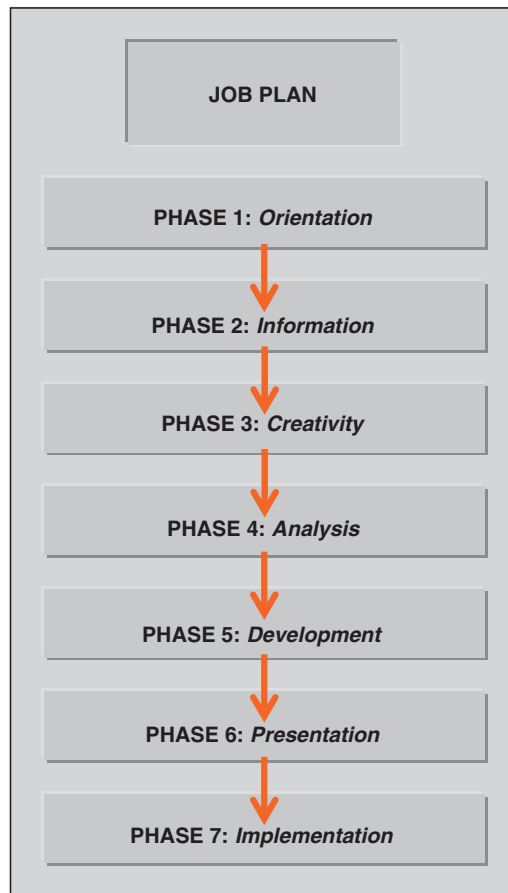 JOB PLAN
PHASE 1: Orientation
PHASE 2: Information
PHASE 3: Creativity
PHASE 4: Analysis
PHASE 5: Development
PHASE 6: Presentation
PHASE 7: Implementation